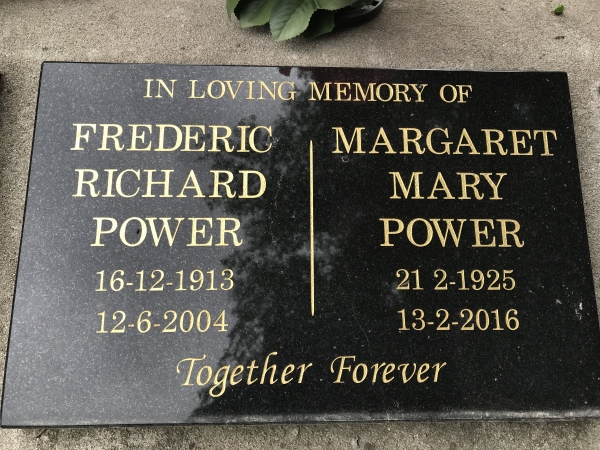 IN LOVING MEMORY OF
FREDERIC
RICHARD
POWER
16-12-1913
12-6-2004
MARGARET
MARY
POWER
21 2-1925
13-2-2016
Together Forever